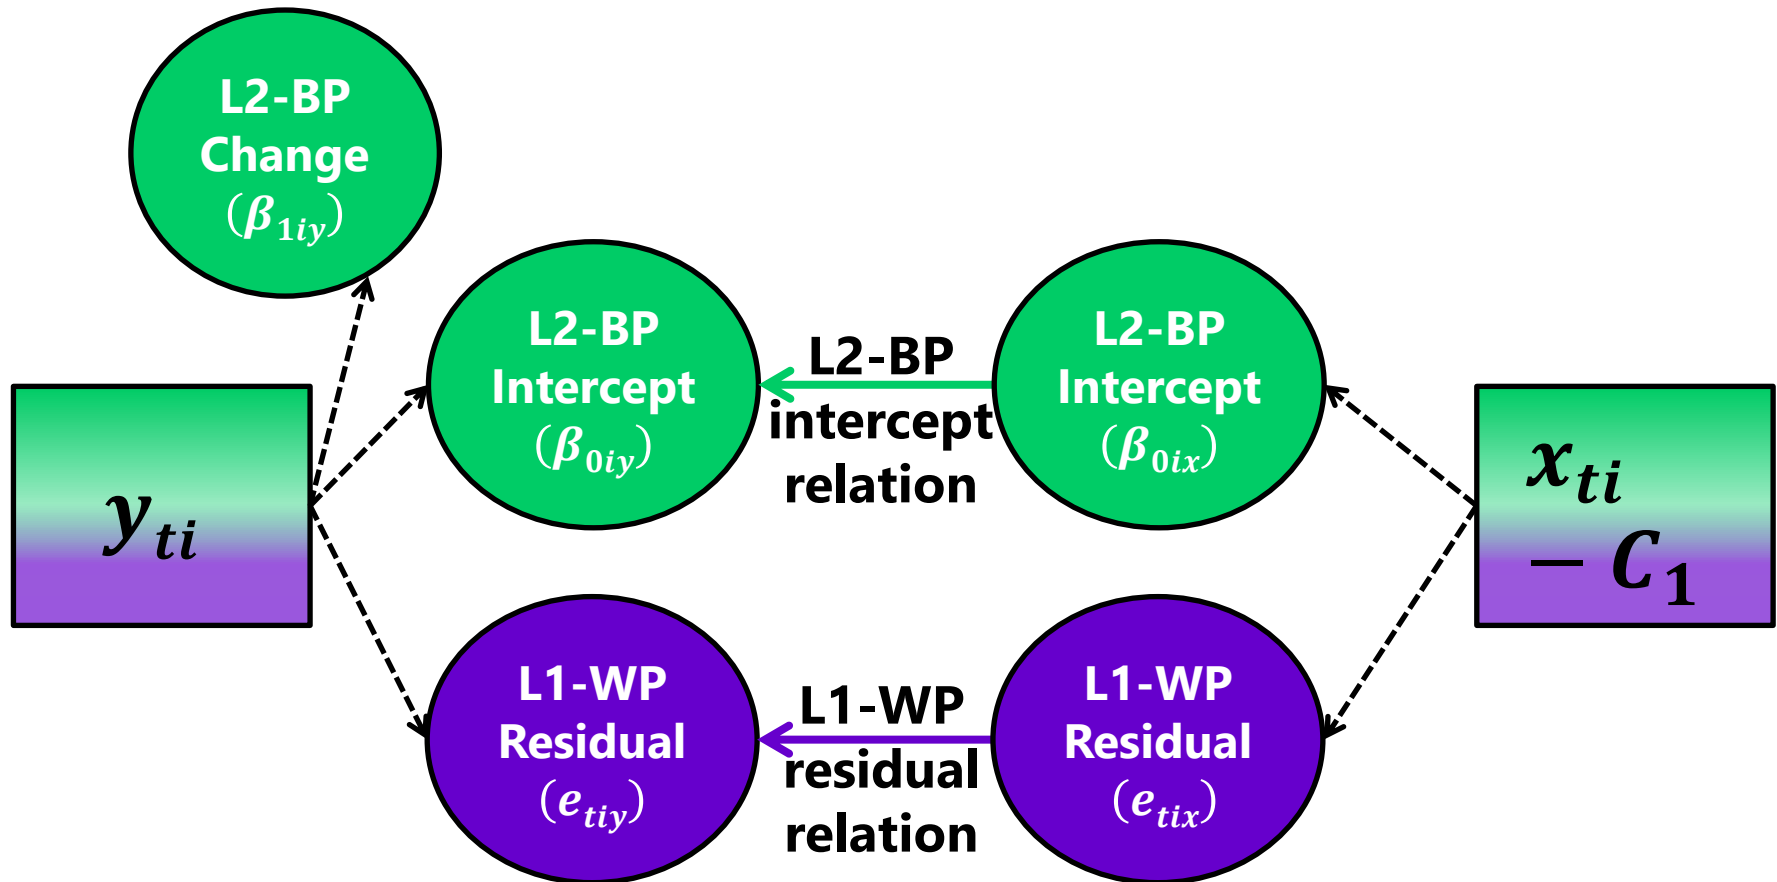 L2-BP
Change
(β1iy)
L2-BP
Intercept
(β0iy)
L2-BP
intercept
relation
L2-BP
Intercept
(β0ix)
yti
xti
− C1
L1-WP
Residual
(etiy)
L1-WP
residual
relation
L1-WP
Residual
(etix)